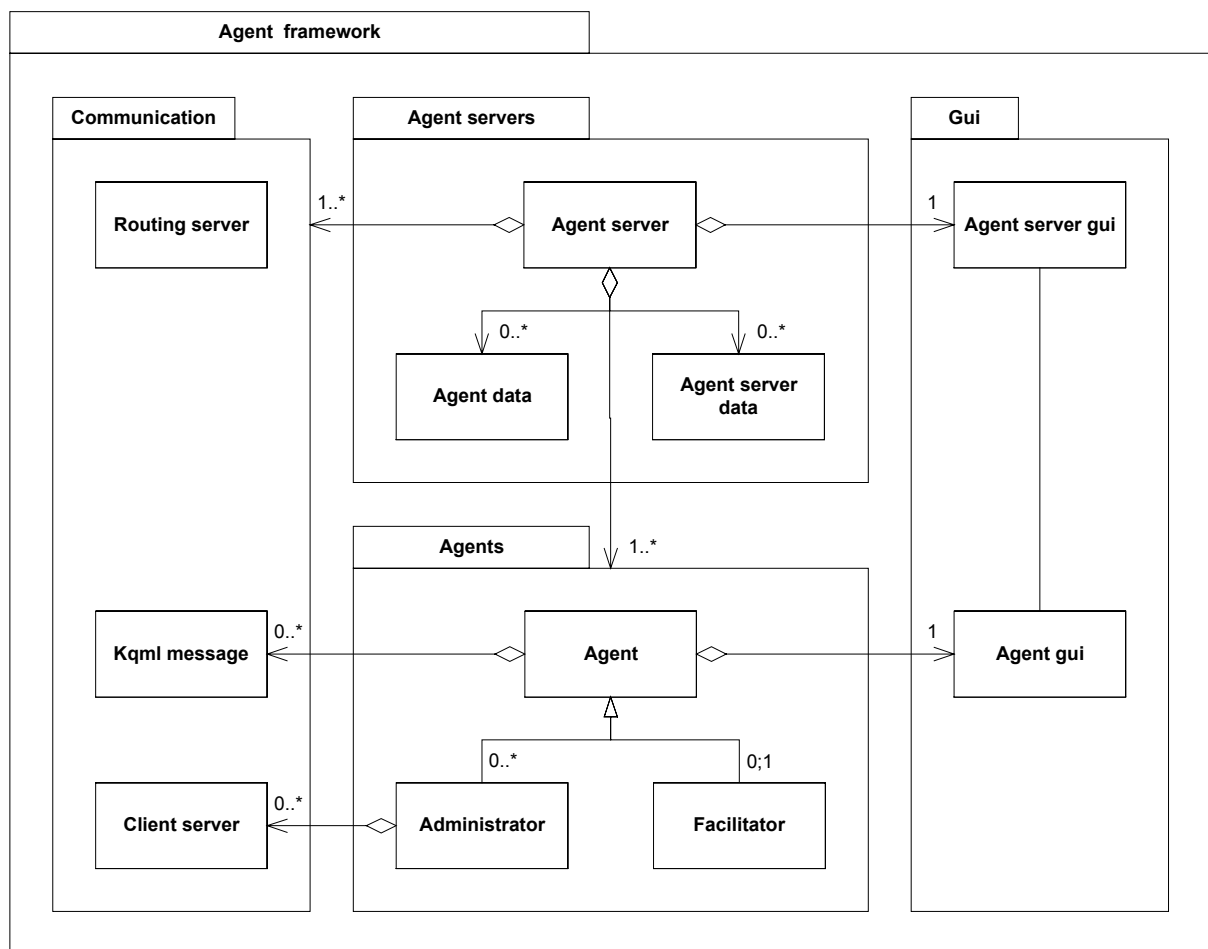 Agent framework
Communication
Agent servers
Gui
Routing server
1..*
Agent server
1
Agent server gui
0..*
0..*
Agent data
Agent server
data
Agents
1..*
Kqml message
0..*
Agent
1
Agent gui
0..*
0;1
Client server
0..*
Administrator
Facilitator